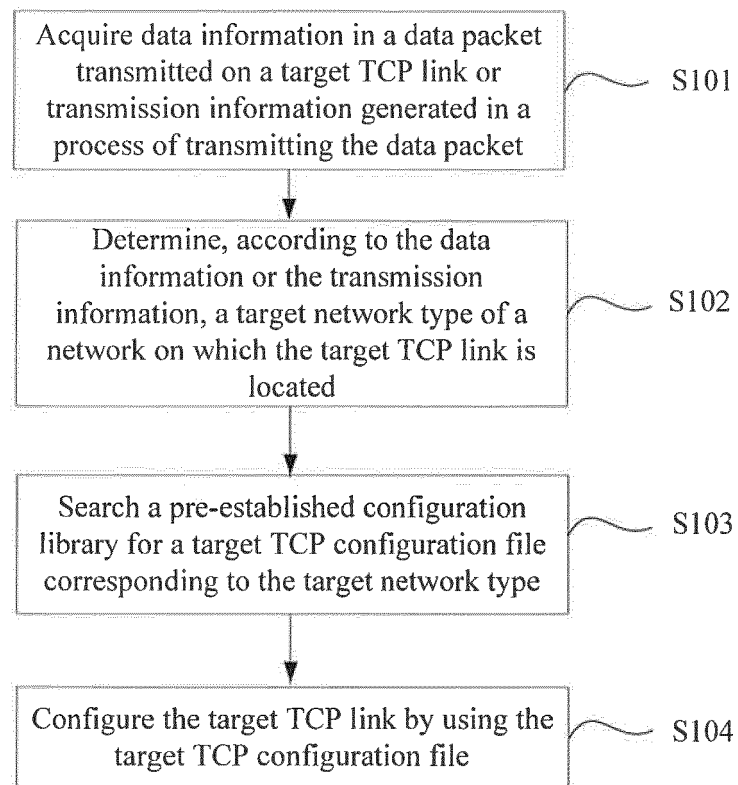 Acquire data information in a data packet
transmitted on a target TCP link or
transmission information generated in a
process of transmitting the data packet
S101
Determine, according to the data
information or the transmission
information, a target network type of a
network on which the target TCP link is
located
S102
Search a pre-established configuration
library for a target TCP configuration file
corresponding to the target network type
S103
Configure the target TCP link by using the
target TCP configuration file
S104